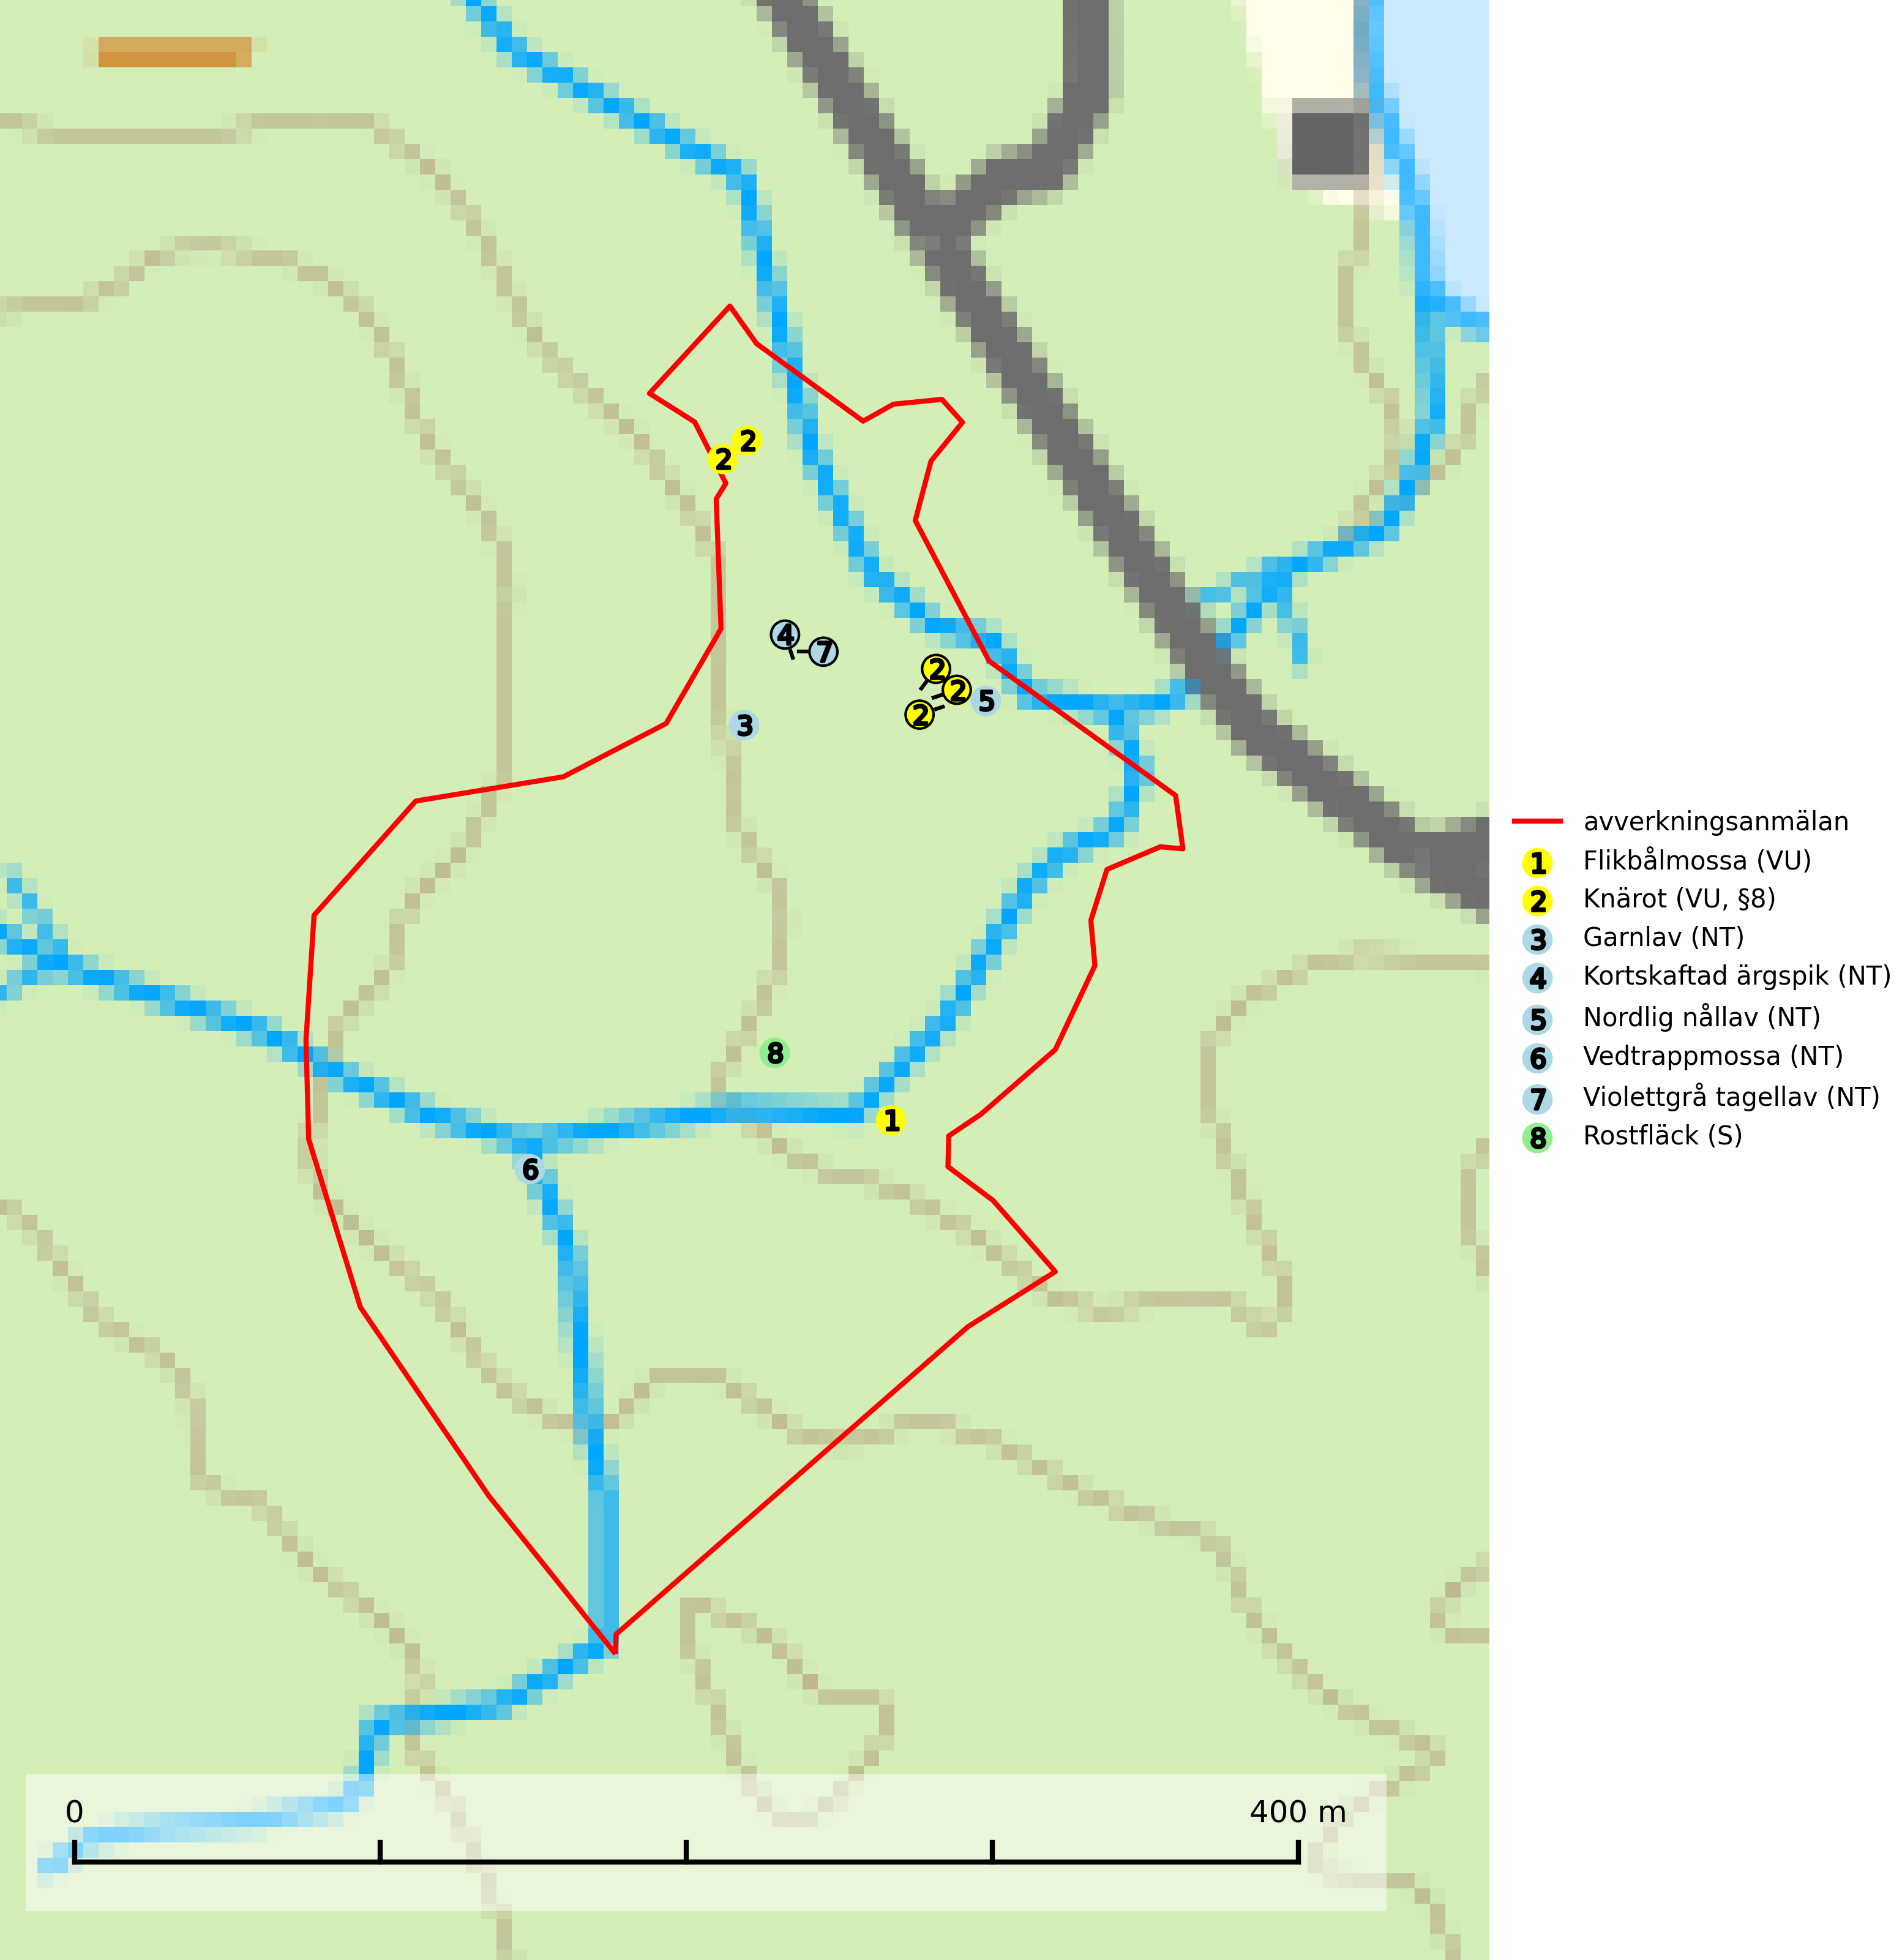 2
2
4
7
2
2
5
2
3
8
1
6
avverkningsanmälan
1 Flikbålmossa (VU)
2 Knärot (VU, §8)
3 Garnlav (NT)
4 Kortskaftad ärgspik (NT)
5 Nordlig nållav (NT)
6 Vedtrappmossa (NT)
7 Violettgrå tagellav (NT)
8 Rostfläck (S)
0 400 m